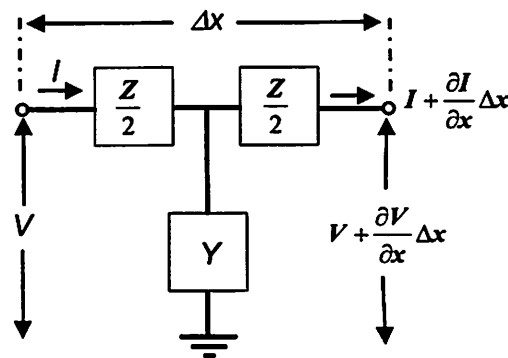 Δx
I
Z/2
Z/2
I + ∂I/∂x Δx
V
Y
V + ∂V/∂x Δx